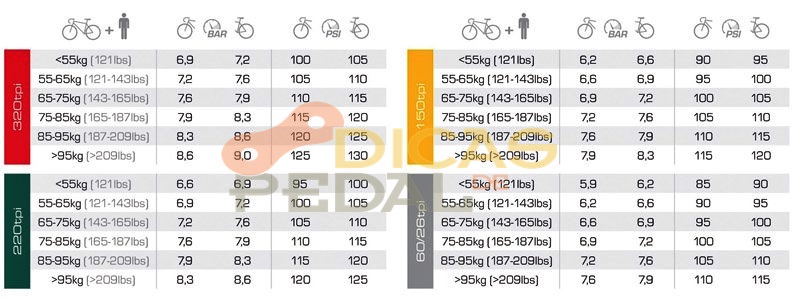 + BAR PSI
320tpi
<55kg (121lbs) 6,9 7,2 100 105
55-65kg (121-143lbs) 7,2 7,6 105 110
65-75kg (143-165lbs) 7,6 7,9 110 115
75-85kg (165-187lbs) 7,9 8,3 115 120
85-95kg (187-209lbs) 8,3 8,6 120 125
>95kg (>209lbs) 8,6 9,0 125 130
220tpi
<55kg (121lbs) 6,6 6,9 95 100
55-65kg (121-143lbs) 6,9 7,2 100 105
65-75kg (143-165lbs) 7,2 7,6 105 110
75-85kg (165-187lbs) 7,6 7,9 110 115
85-95kg (187-209lbs) 7,9 8,3 115 120
>95kg (>209lbs) 8,3 8,6 120 125
+ BAR PSI
150tpi
<55kg (121lbs) 6,2 6,6 90 95
55-65kg (121-143lbs) 6,6 6,9 95 100
65-75kg (143-165lbs) 6,9 7,2 100 105
75-85kg (165-187lbs) 7,2 7,6 105 110
85-95kg (187-209lbs) 7,6 7,9 110 115
>95kg (>209lbs) 7,9 8,3 115 120
60/26tpi
<55kg (121lbs) 5,9 6,2 85 90
55-65kg (121-143lbs) 6,2 6,6 90 95
65-75kg (143-165lbs) 6,6 6,9 95 100
75-85kg (165-187lbs) 6,9 7,2 100 105
85-95kg (187-209lbs) 7,2 7,6 105 110
>95kg (>209lbs) 7,6 7,9 110 115
DICAS
DE
PEDAL